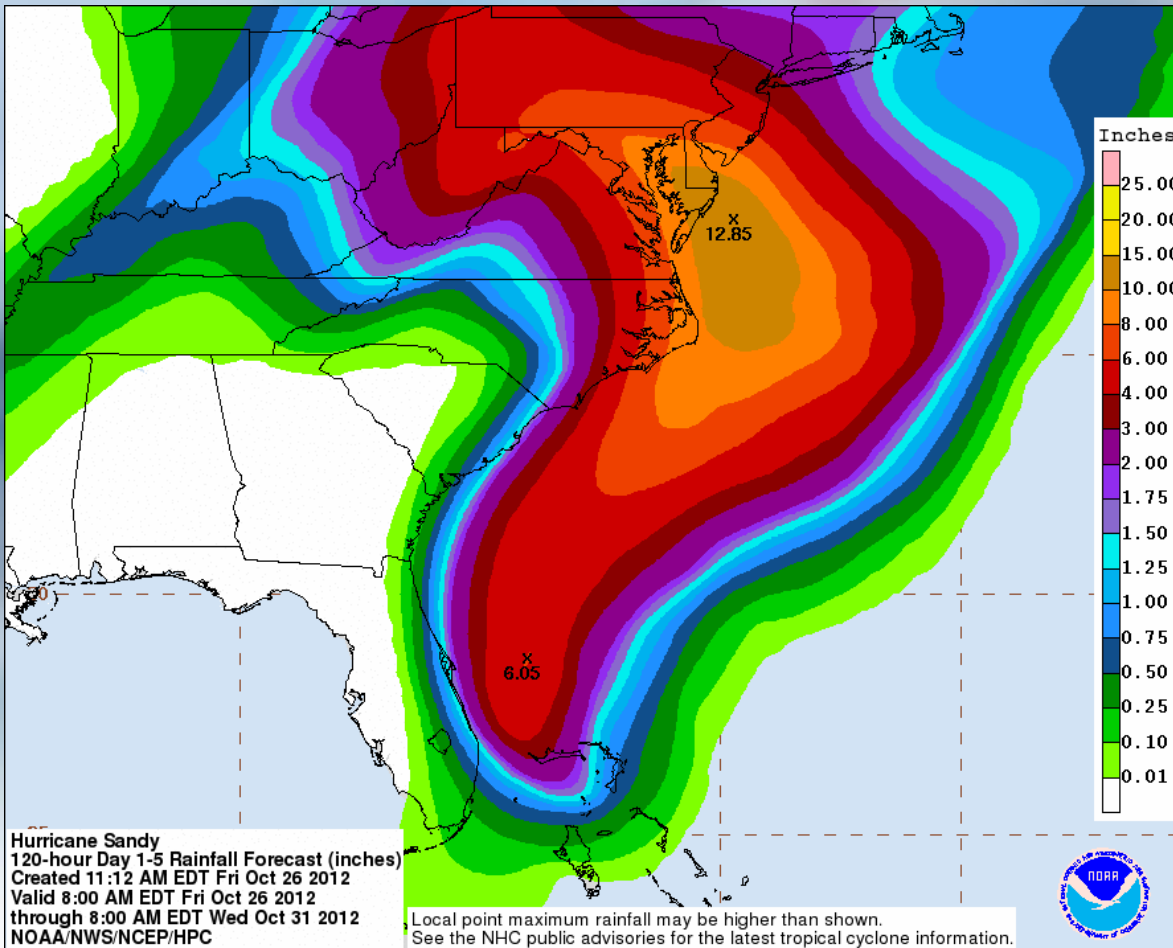 Inches
25.00
20.00
15.00
10.00
8.00
6.00
4.00
3.00
2.00
1.75
1.50
1.25
1.00
0.75
0.50
0.25
0.10
0.01
x
12.85
x
6.05
Hurricane Sandy
120-hour Day 1-5 Rainfall Forecast (inches)
Created 11:12 AM EDT Fri Oct 26 2012
Valid 8:00 AM EDT Fri Oct 26 2012
through 8:00 AM EDT Wed Oct 31 2012
NOAA/NWS/NCEP/HPC
Local point maximum rainfall may be higher than shown.
See the NHC public advisories for the latest tropical cyclone information.
NOAA